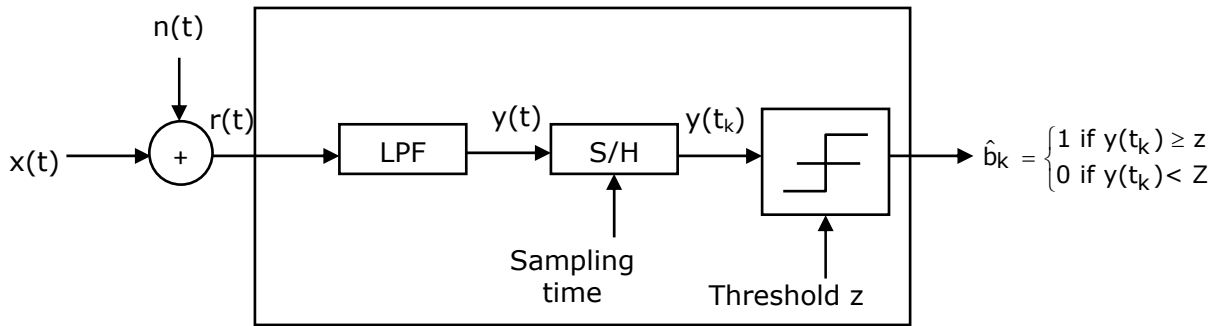 n(t)
x(t)
+
r(t)
LPF
y(t)
S/H
y(tₖ)
b̂ₖ = {1 if y(tₖ) ≥ z
{0 if y(tₖ) < Z
Sampling
time
Threshold z